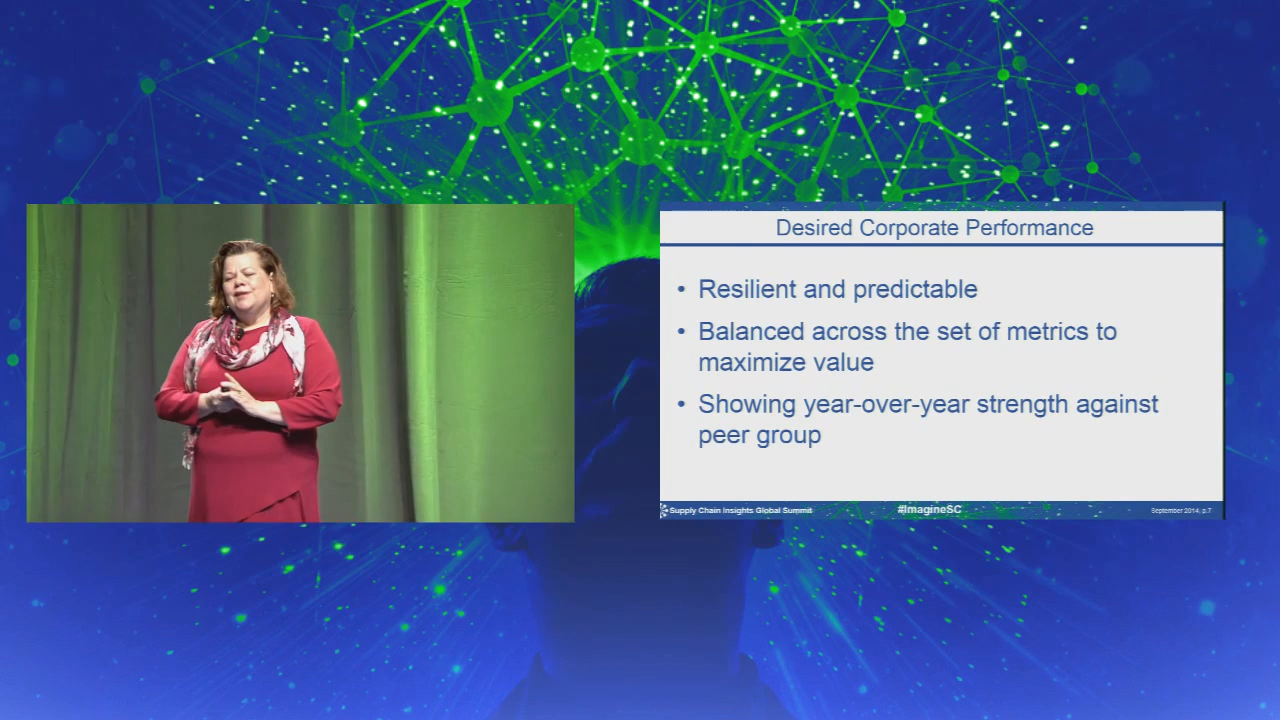 Desired Corporate Performance
• Resilient and predictable
• Balanced across the set of metrics to
maximize value
• Showing year-over-year strength against
peer group
Supply Chain Insights Global Summit
#ImagineSC
September 2014, p.7